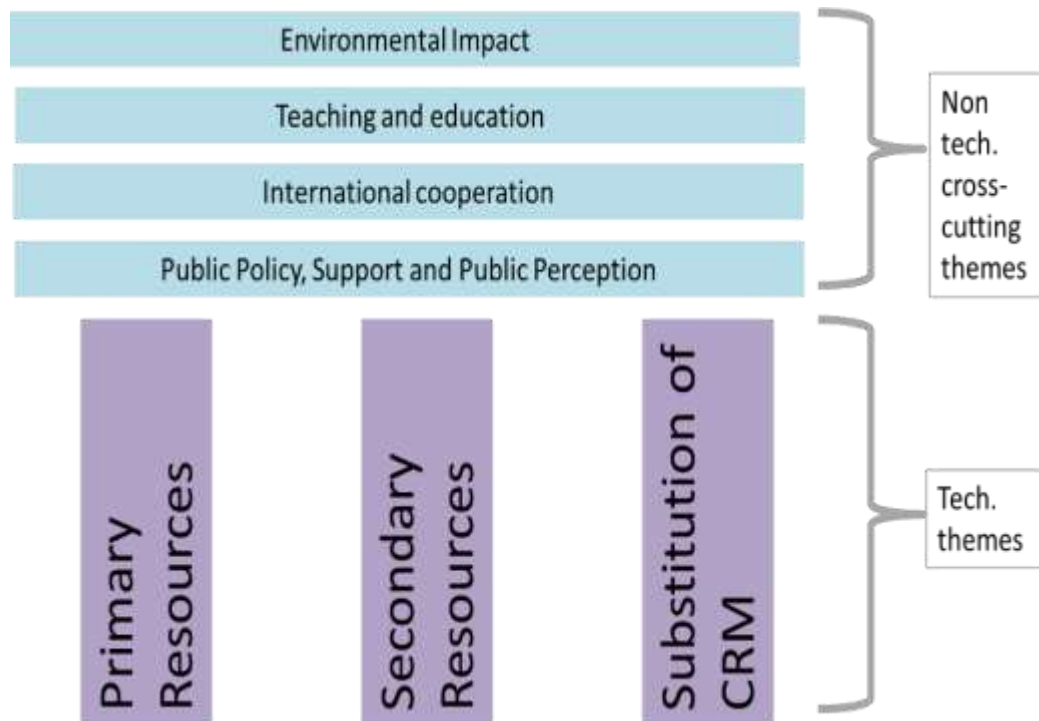 Environmental Impact
Teaching and education
International cooperation
Public Policy, Support and Public Perception
Non
tech.
cross-
cutting
themes
Primary
Resources
Secondary
Resources
Substitution of
CRM
Tech.
themes